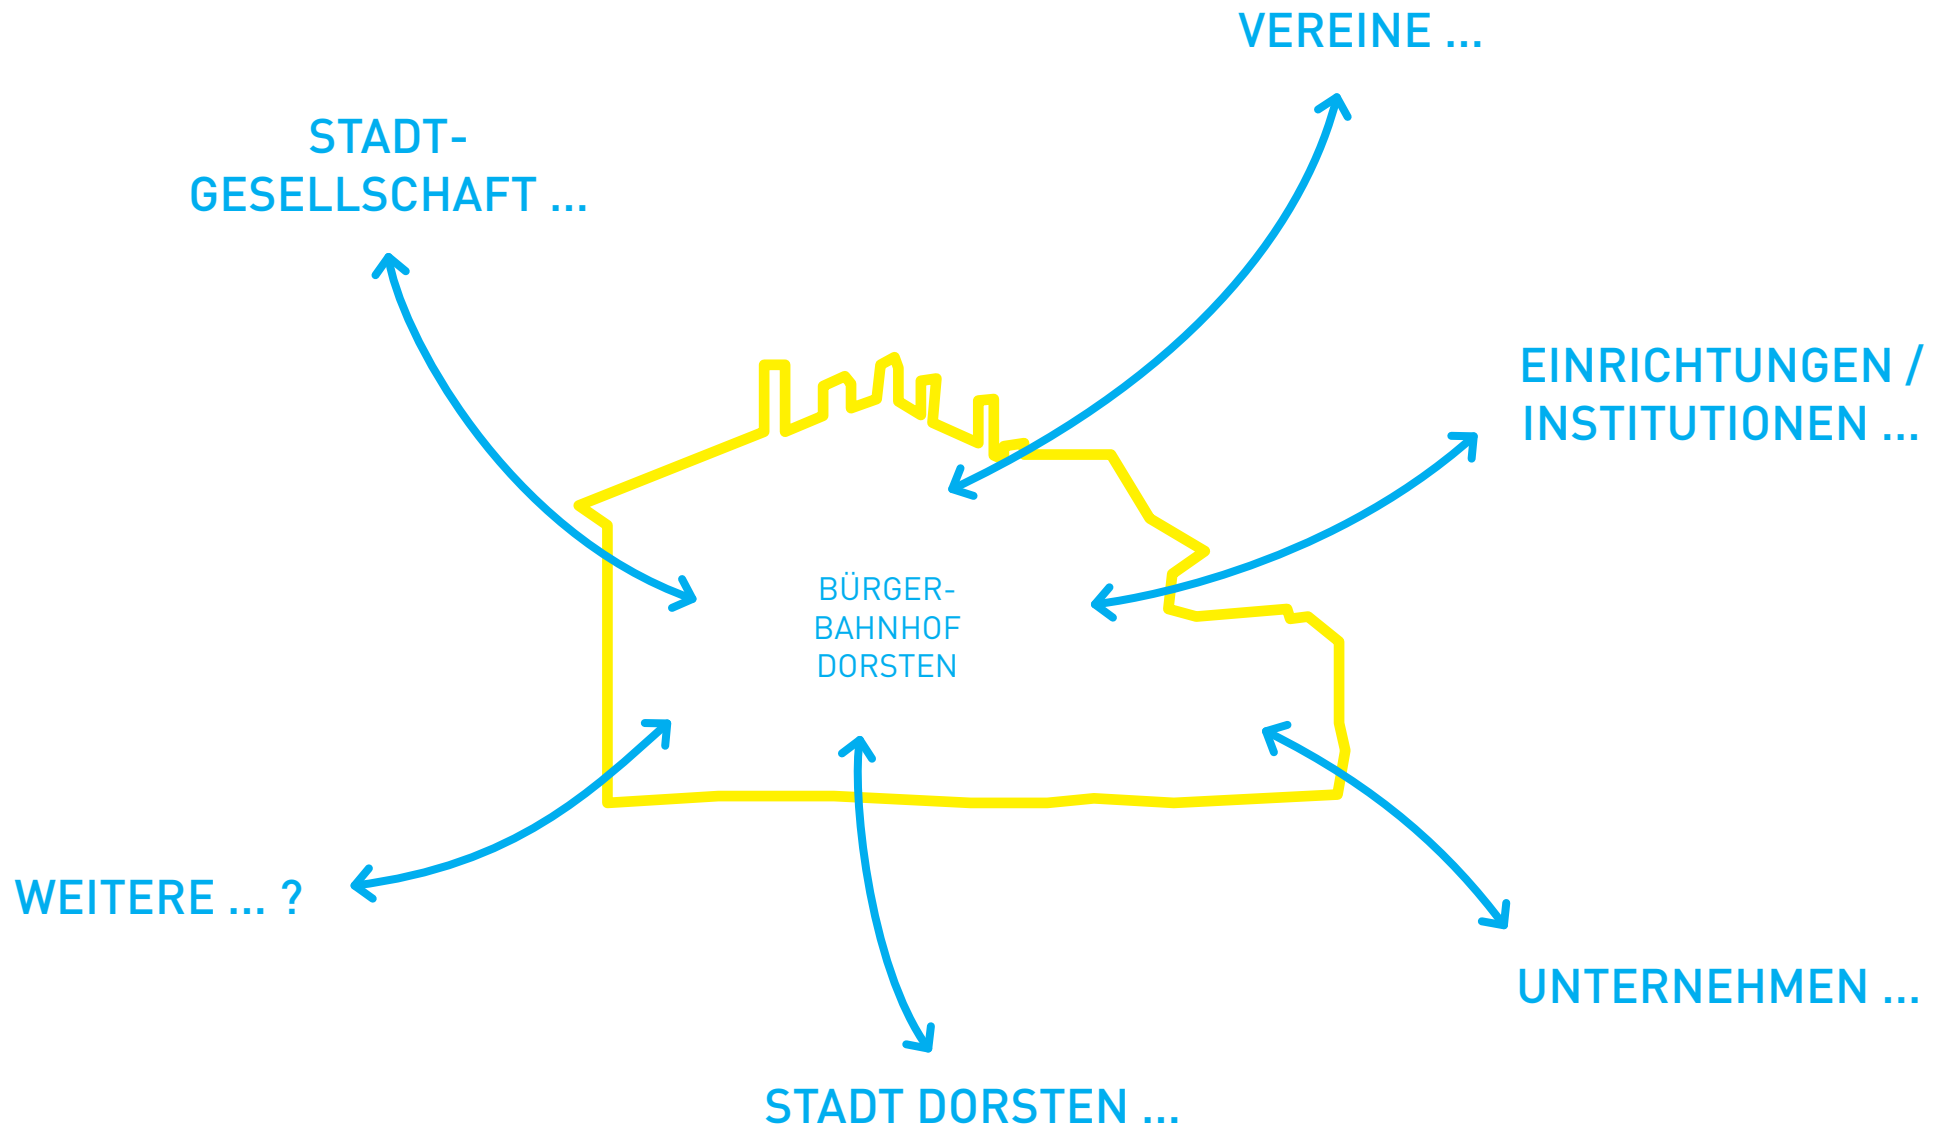 VEREINE ...
STADT-
GESELLSCHAFT ...
EINRICHTUNGEN /
INSTITUTIONEN ...
BÜRGER-
BAHNHOF
DORSTEN
WEITERE ... ?
UNTERNEHMEN ...
STADT DORSTEN ...